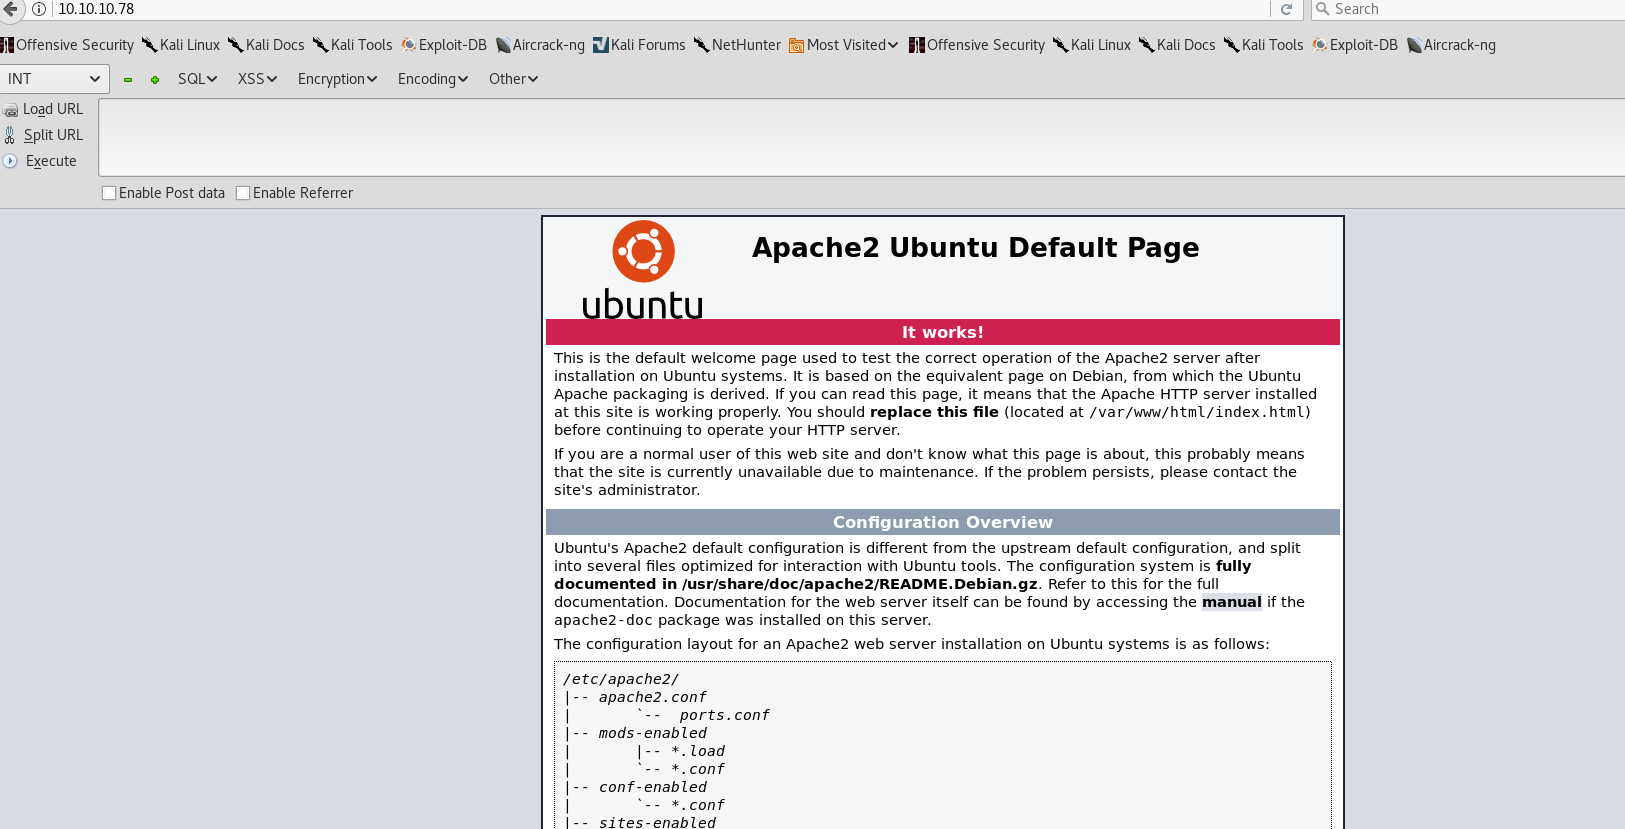 10.10.10.78
Search
Offensive Security Kali Linux Kali Docs Kali Tools Exploit-DB Aircrack-ng Kali Forums NetHunter Most Visited Offensive Security Kali Linux Kali Docs Kali Tools Exploit-DB Aircrack-ng
INT SQL XSS Encryption Encoding Other
Load URL
Split URL
Execute
Enable Post data Enable Referrer
ubuntu
Apache2 Ubuntu Default Page
It works!
This is the default welcome page used to test the correct operation of the Apache2 server after
installation on Ubuntu systems. It is based on the equivalent page on Debian, from which the Ubuntu
Apache packaging is derived. If you can read this page, it means that the Apache HTTP server installed
at this site is working properly. You should replace this file (located at /var/www/html/index.html)
before continuing to operate your HTTP server.
If you are a normal user of this web site and don't know what this page is about, this probably means
that the site is currently unavailable due to maintenance. If the problem persists, please contact the
site's administrator.
Configuration Overview
Ubuntu's Apache2 default configuration is different from the upstream default configuration, and split
into several files optimized for interaction with Ubuntu tools. The configuration system is fully
documented in /usr/share/doc/apache2/README.Debian.gz. Refer to this for the full
documentation. Documentation for the web server itself can be found by accessing the manual if the
apache2-doc package was installed on this server.
The configuration layout for an Apache2 web server installation on Ubuntu systems is as follows:
/etc/apache2/
|-- apache2.conf
|       `--  ports.conf
|-- mods-enabled
|       |-- *.load
|       `-- *.conf
|-- conf-enabled
|       `-- *.conf
|-- sites-enabled